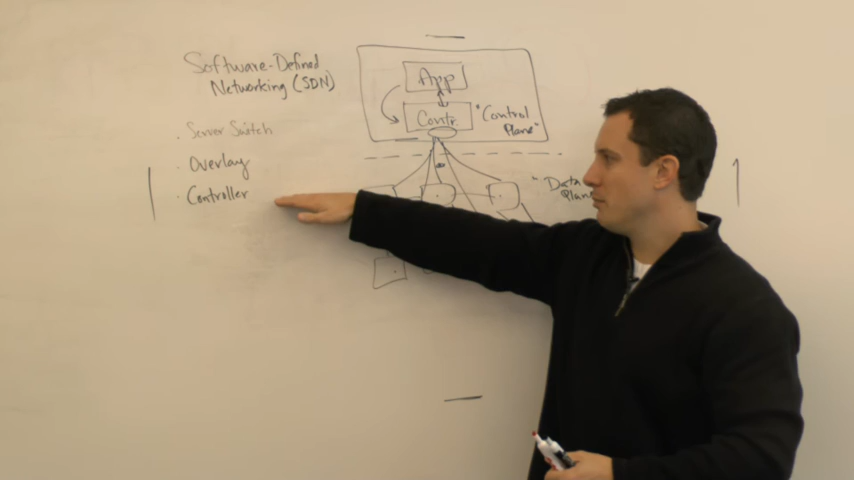 Software-Defined
Networking (SDN)
· Server Switch
· Overlay
· Controller
App
Contr.
"Control
Plane"
"Data
Plane